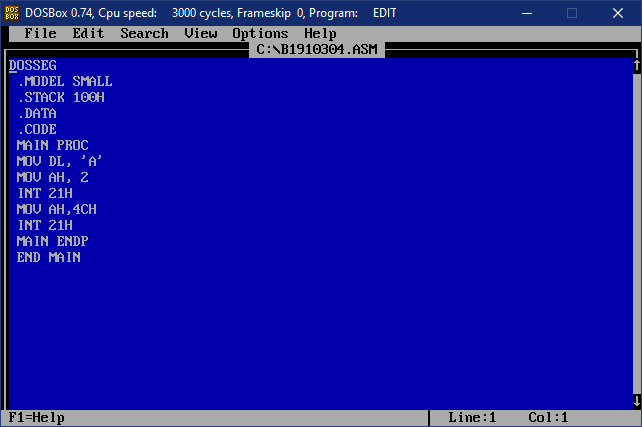 DOSBox 0.74, Cpu speed: 3000 cycles, Frameskip 0, Program: EDIT
File Edit Search View Options Help
C:\B1910304.ASM
DOSSEG
.MODEL SMALL
.STACK 100H
.DATA
.CODE
MAIN PROC
MOV DL, 'A'
MOV AH, 2
INT 21H
MOV AH,4CH
INT 21H
MAIN ENDP
END MAIN
F1=Help Line:1 Col:1